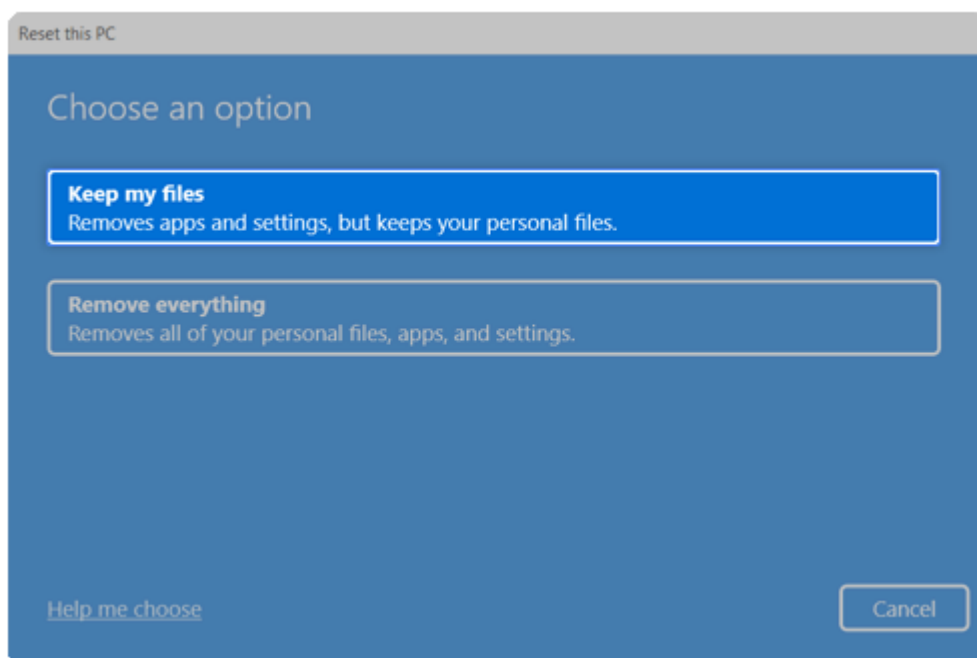 Reset this PC
Choose an option
Keep my files
Removes apps and settings, but keeps your personal files.
Remove everything
Removes all of your personal files, apps, and settings.
Help me choose
Cancel